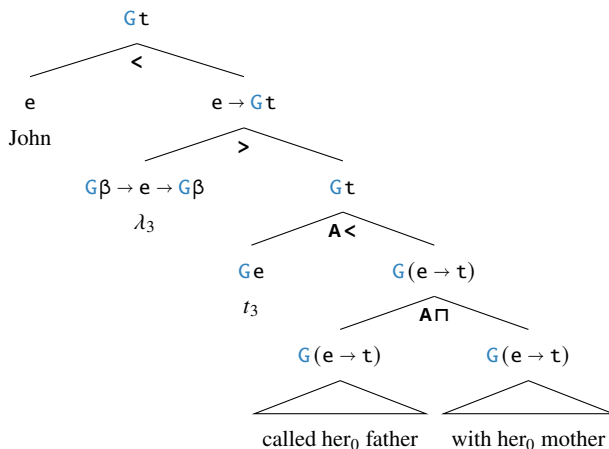 G t
<
e e → G t
John >
G β → e → G β G t
λ₃ A<
G e G (e → t)
t₃ A⊓
G (e → t) G (e → t)
called her₀ father with her₀ mother